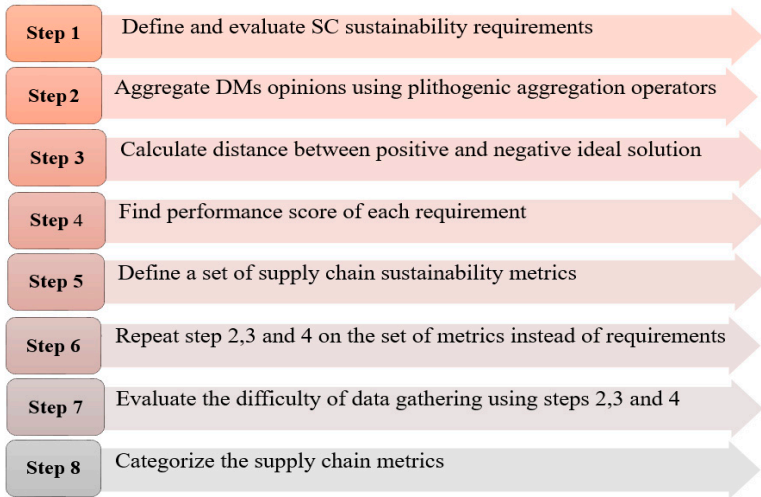 Step 1 Define and evaluate SC sustainability requirements
Step 2 Aggregate DMs opinions using plithogenic aggregation operators
Step 3 Calculate distance between positive and negative ideal solution
Step 4 Find performance score of each requirement
Step 5 Define a set of supply chain sustainability metrics
Step 6 Repeat step 2,3 and 4 on the set of metrics instead of requirements
Step 7 Evaluate the difficulty of data gathering using steps 2,3 and 4
Step 8 Categorize the supply chain metrics